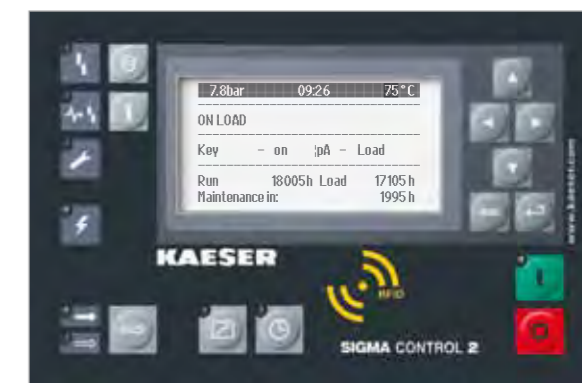 7.8bar 09:26 75°C
ON LOAD
Key - on ¦pA - Load
Run 18005h Load 17105h
Maintenance in: 1995h
www.kaeser.com
KAESER
RFID
I
O
SIGMA CONTROL 2